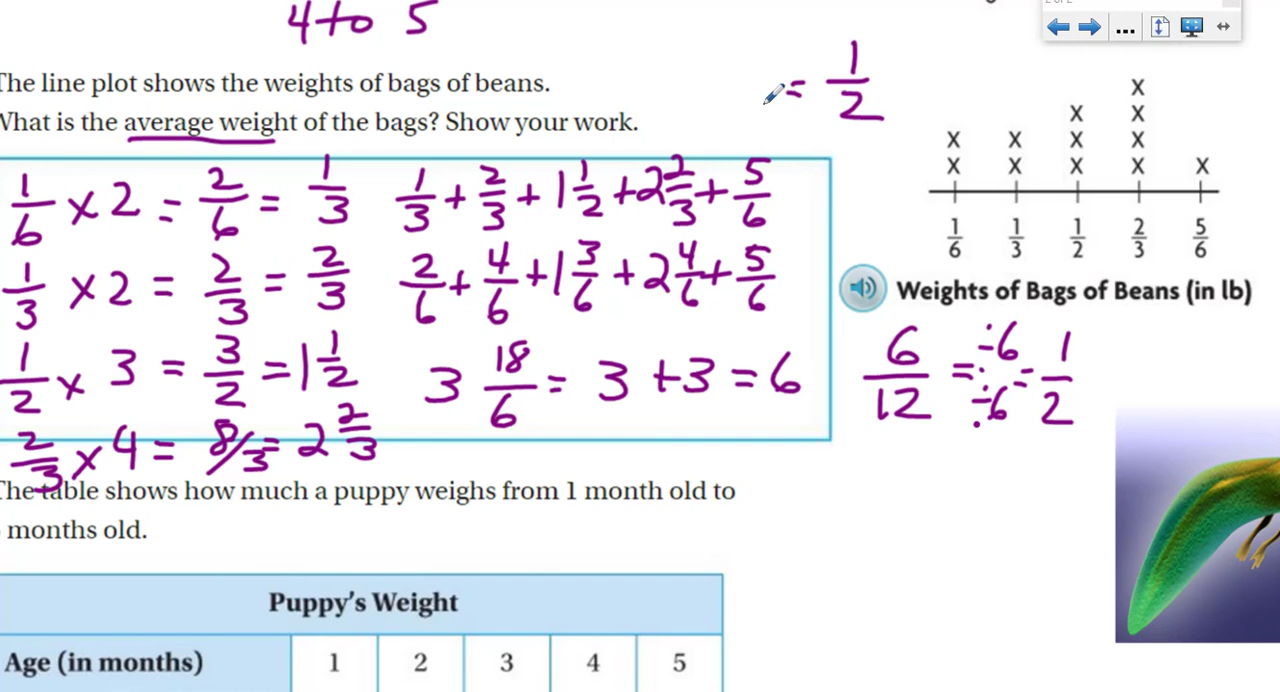 4 to 5
The line plot shows the weights of bags of beans.
What is the average weight of the bags? Show your work.
= 1/2
1/6 x 2 = 2/6 = 1/3
1/3 x 2 = 2/3 = 2/3
1/2 x 3 = 3/2 = 1 1/2
2/3 x 4 = 8/3 = 2 2/3
1/3 + 2/3 + 1 1/2 + 2 2/3 + 5/6
2/6 + 4/6 + 1 3/6 + 2 4/6 + 5/6
3 18/6 = 3 + 3 = 6
X
X X
X X X X
X X X X X
1/6 1/3 1/2 2/3 5/6
Weights of Bags of Beans (in lb)
6/12 = ÷6/÷6 = 1/2
The table shows how much a puppy weighs from 1 month old to
months old.
Puppy's Weight
Age (in months) 1 2 3 4 5